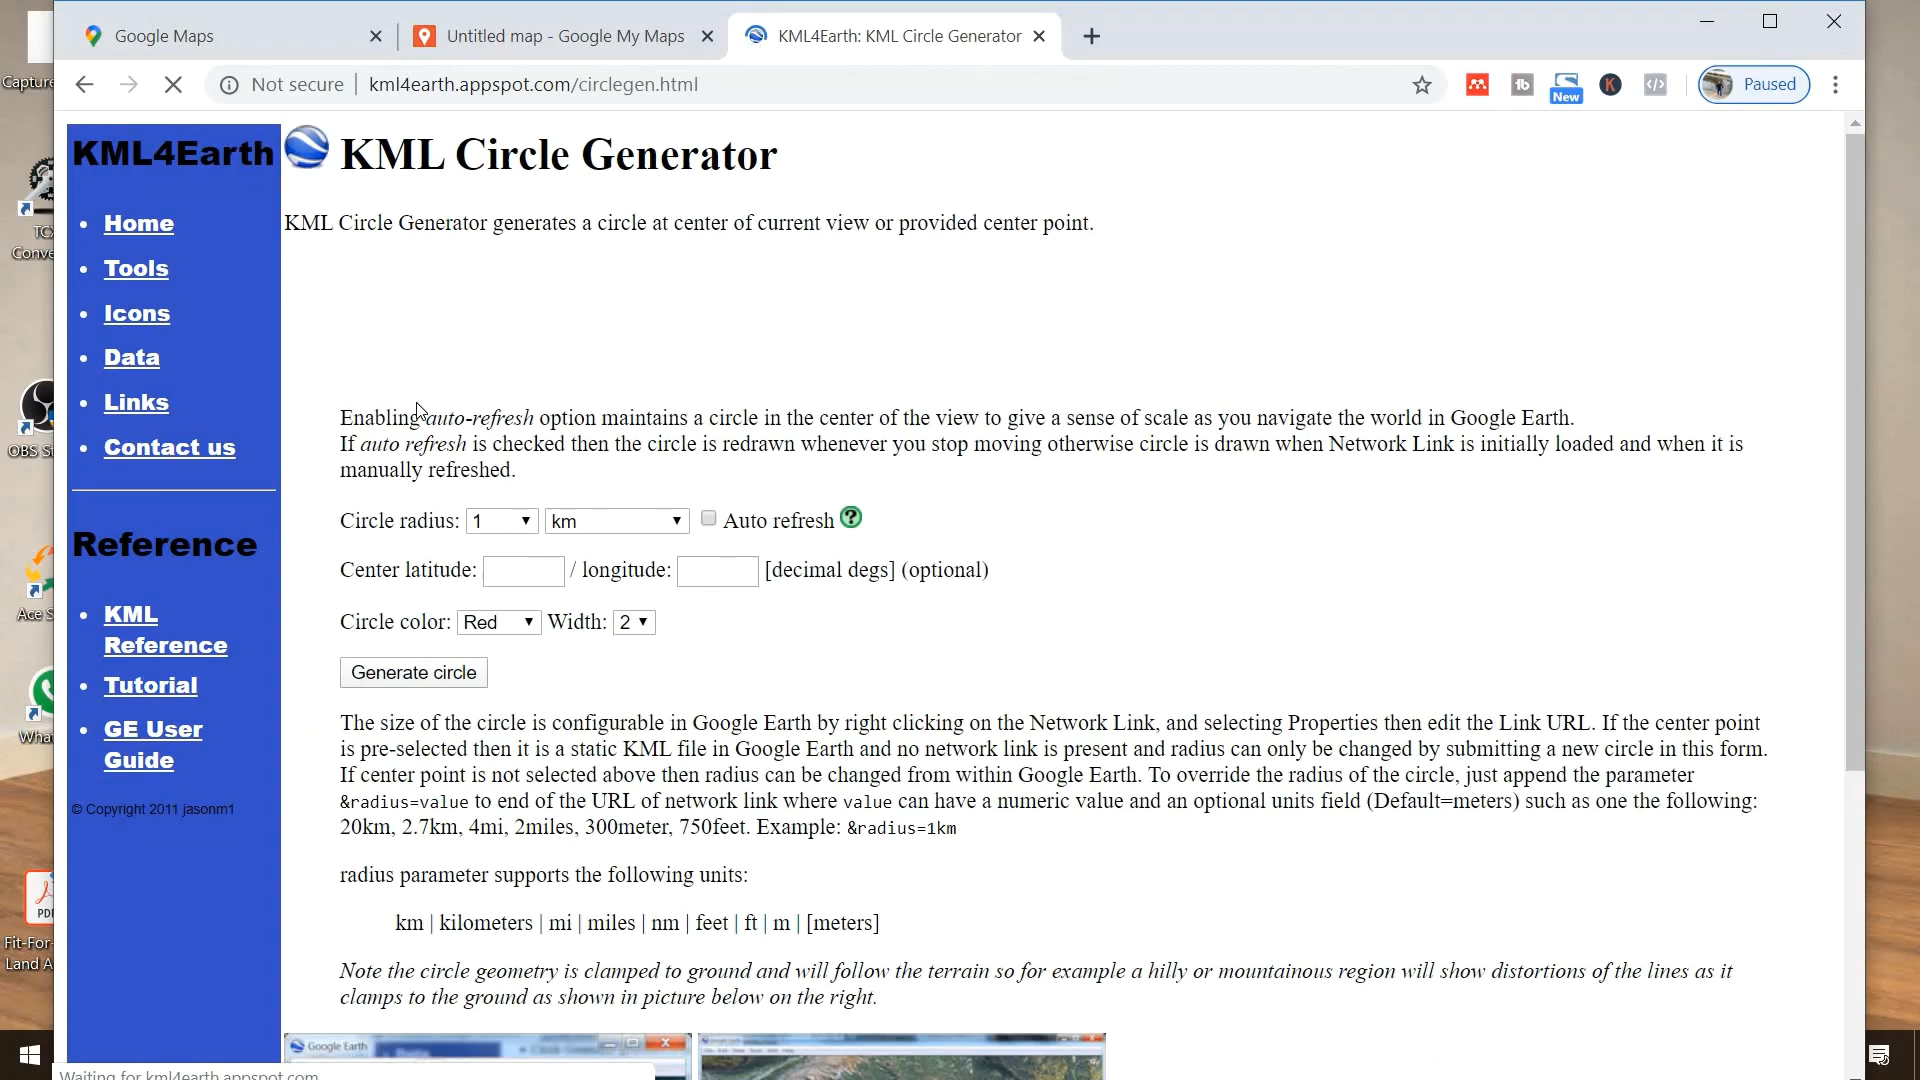 Google Maps
Untitled map - Google My Maps
KML4Earth: KML Circle Generator
Not secure
kml4earth.appspot.com/circlegen.html
New
Paused
Capture
KML4Earth
Home
Tools
Icons
Data
Links
Contact us
Reference
KML
Reference
Tutorial
GE User
Guide
© Copyright 2011 jasonm1
KML Circle Generator
KML Circle Generator generates a circle at center of current view or provided center point.
Enabling auto-refresh option maintains a circle in the center of the view to give a sense of scale as you navigate the world in Google Earth.
If auto refresh is checked then the circle is redrawn whenever you stop moving otherwise circle is drawn when Network Link is initially loaded and when it is
manually refreshed.
Circle radius: 1 km Auto refresh
Center latitude: / longitude: [decimal degs] (optional)
Circle color: Red Width: 2
Generate circle
The size of the circle is configurable in Google Earth by right clicking on the Network Link, and selecting Properties then edit the Link URL. If the center point
is pre-selected then it is a static KML file in Google Earth and no network link is present and radius can only be changed by submitting a new circle in this form.
If center point is not selected above then radius can be changed from within Google Earth. To override the radius of the circle, just append the parameter
&radius=value to end of the URL of network link where value can have a numeric value and an optional units field (Default=meters) such as one the following:
20km, 2.7km, 4mi, 2miles, 300meter, 750feet. Example: &radius=1km
radius parameter supports the following units:
km | kilometers | mi | miles | nm | feet | ft | m | [meters]
Note the circle geometry is clamped to ground and will follow the terrain so for example a hilly or mountainous region will show distortions of the lines as it
clamps to the ground as shown in picture below on the right.
Google Earth
Waiting for kml4earth.appspot.com
TCX
Conve
OBS St
Ace S
Wha
PDF
Fit-For-
Land A